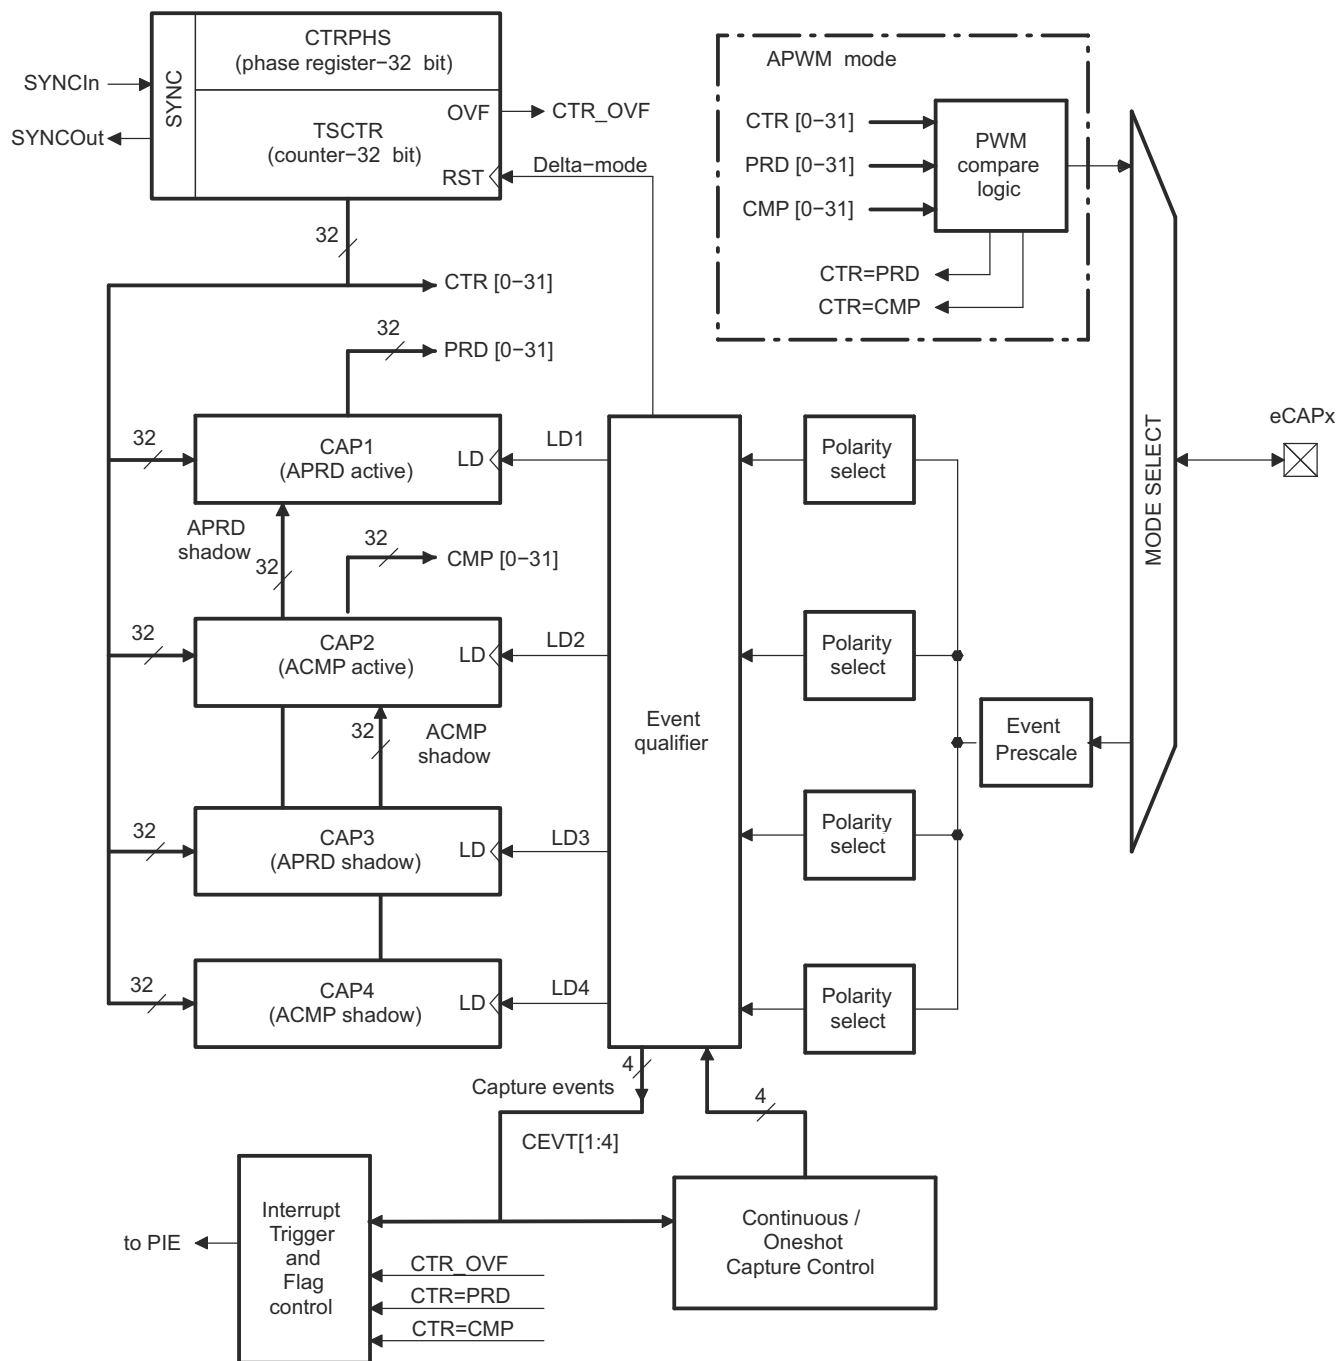 CTRPHS
(phase register−32 bit)
SYNC
SYNCIn
SYNCOut
OVF
CTR_OVF
TSCTR
(counter−32 bit)
RST
Delta−mode
32
CTR [0−31]
32
PRD [0−31]
APWM mode
CTR [0−31]
PRD [0−31]
CMP [0−31]
PWM
compare
logic
CTR=PRD
CTR=CMP
MODE SELECT
eCAPx
32
CAP1
(APRD active)
LD
LD1
Polarity
select
APRD
shadow
32
32
CMP [0−31]
32
CAP2
(ACMP active)
LD
LD2
Polarity
select
32
ACMP
shadow
Event
qualifier
Event
Prescale
32
CAP3
(APRD shadow)
LD
LD3
Polarity
select
32
CAP4
(ACMP shadow)
LD
LD4
Polarity
select
4
Capture events
4
CEVT[1:4]
Interrupt
Trigger
and
Flag
control
to PIE
CTR_OVF
CTR=PRD
CTR=CMP
Continuous /
Oneshot
Capture Control